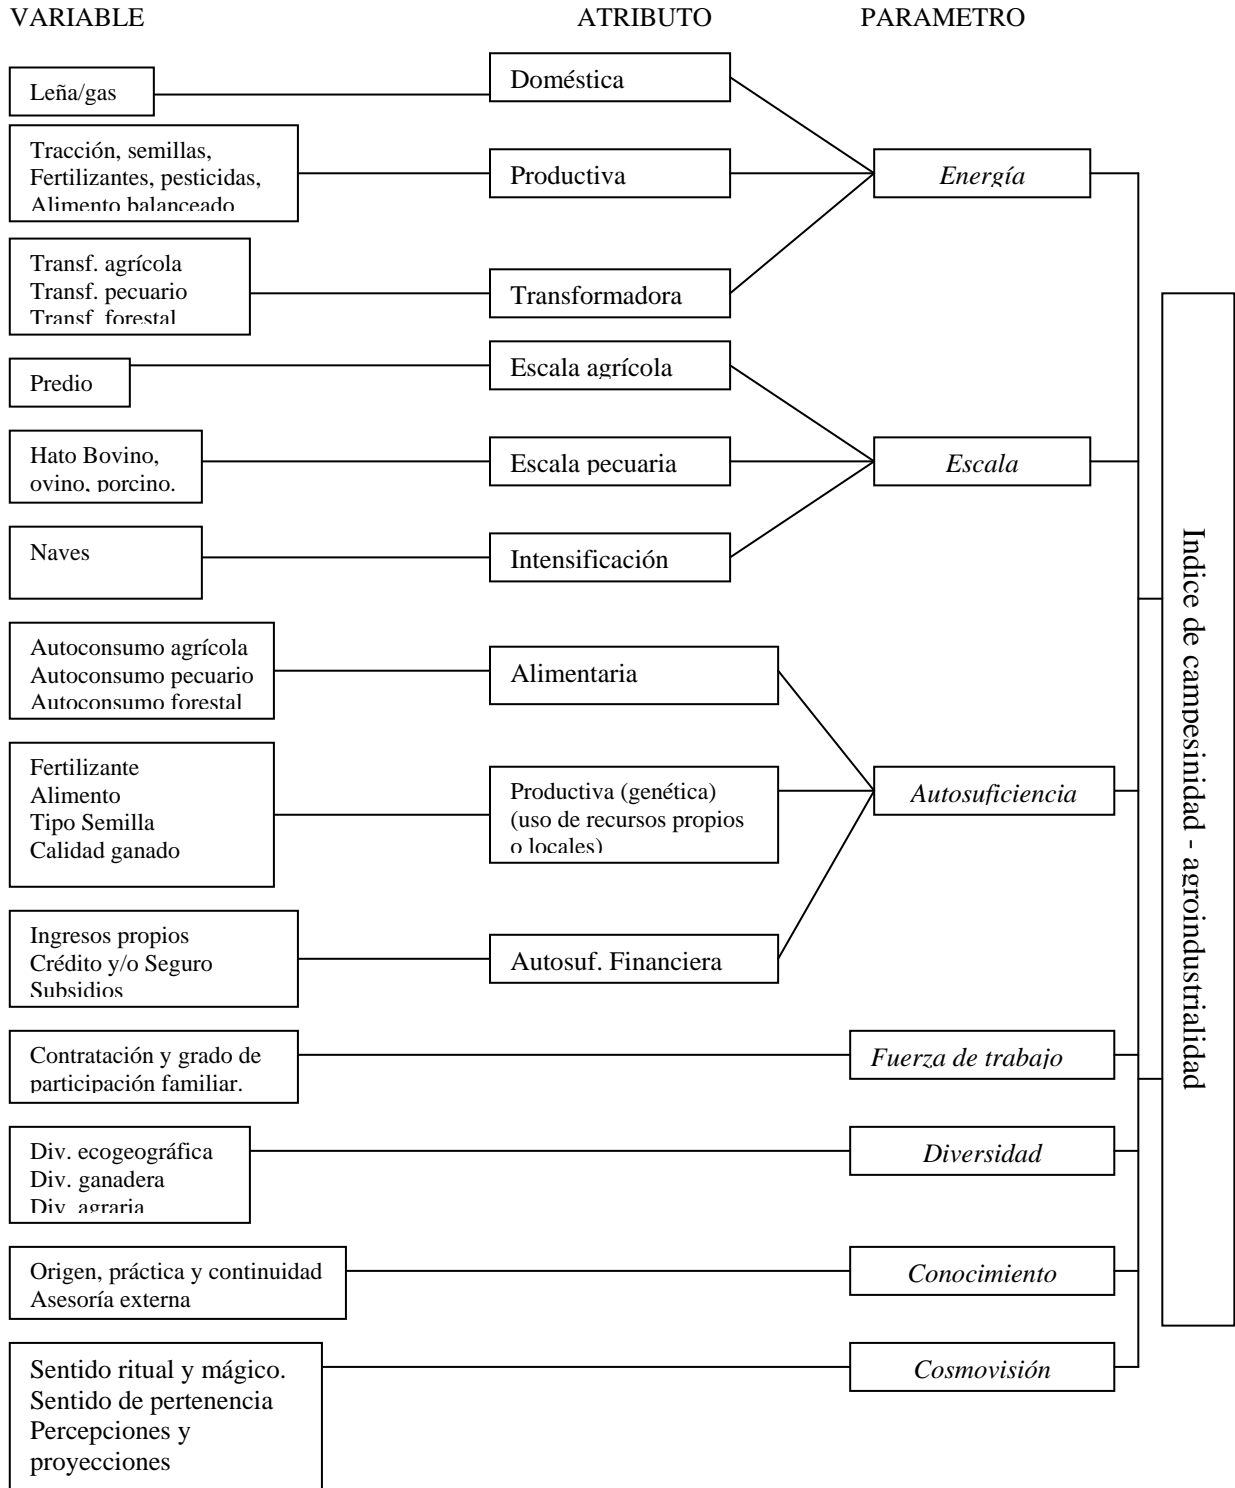 VARIABLE ATRIBUTO PARAMETRO
Leña/gas
Doméstica
Tracción, semillas,
Fertilizantes, pesticidas,
Alimento balanceado
Productiva
Energía
Transf. agrícola
Transf. pecuario
Transf. forestal
Transformadora
Predio
Escala agrícola
Hato Bovino,
ovino, porcino.
Escala pecuaria
Escala
Naves
Intensificación
Autoconsumo agrícola
Autoconsumo pecuario
Autoconsumo forestal
Alimentaria
Fertilizante
Alimento
Tipo Semilla
Calidad ganado
Productiva (genética)
(uso de recursos propios
o locales)
Autosuficiencia
Ingresos propios
Crédito y/o Seguro
Subsidios
Autosuf. Financiera
Contratación y grado de
participación familiar.
Fuerza de trabajo
Div. ecogeográfica
Div. ganadera
Div. agraria
Diversidad
Origen, práctica y continuidad
Asesoría externa
Conocimiento
Sentido ritual y mágico.
Sentido de pertenencia
Percepciones y
proyecciones
Cosmovisión
Indice de campesinidad - agroindustrialidad